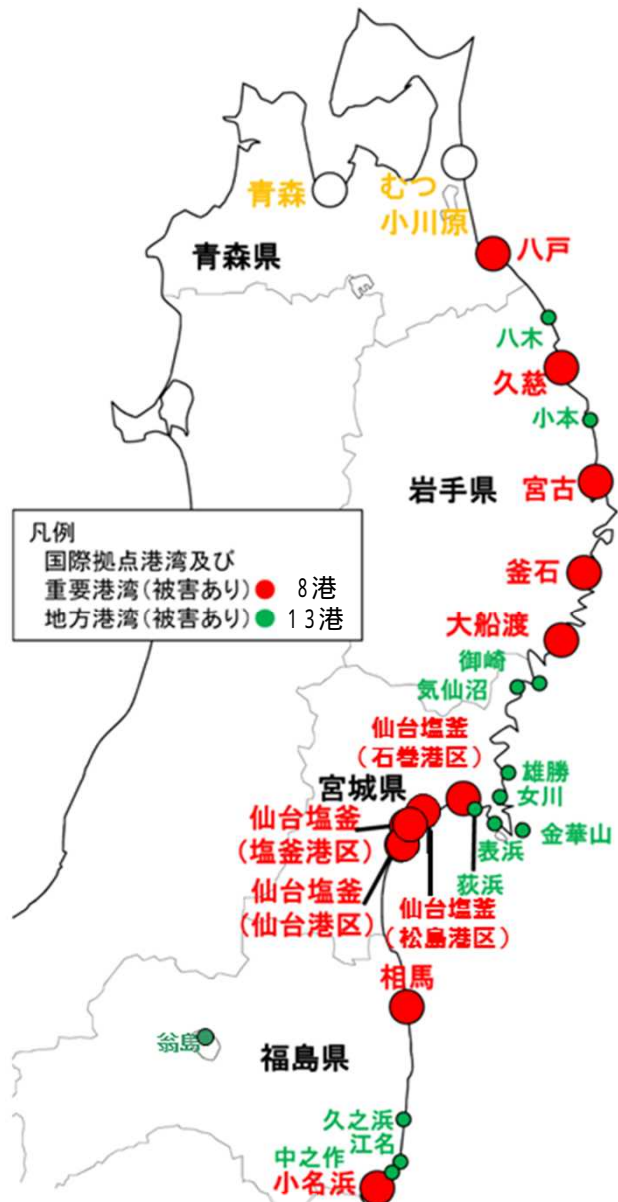 青森
むつ
小川原
青森県
八戸
八木
久慈
小本
岩手県
宮古
凡例
国際拠点港湾及び
重要港湾(被害あり) 8港
地方港湾(被害あり) 13港
釜石
大船渡
御崎
気仙沼
仙台塩釜
(石巻港区)
雄勝
宮城県
女川
仙台塩釜
(塩釜港区)
金華山
表浜
荻浜
仙台塩釜
(仙台港区)
仙台塩釜
(松島港区)
相馬
翁島
福島県
久之浜
江名
中之作
小名浜